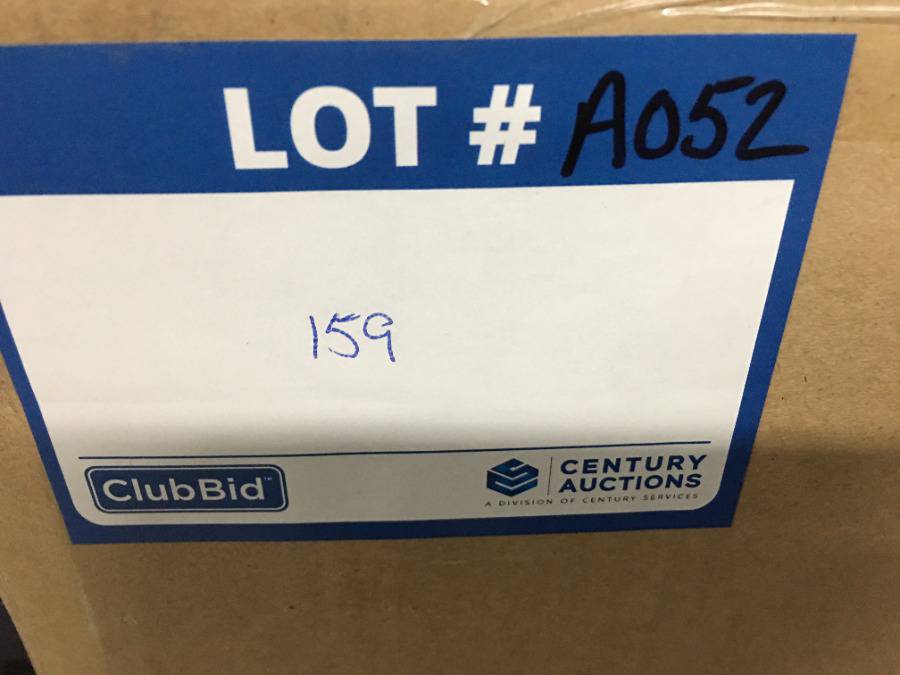 LOT # A052
159
ClubBid™
CENTURY
AUCTIONS
A DIVISION OF CENTURY SERVICES